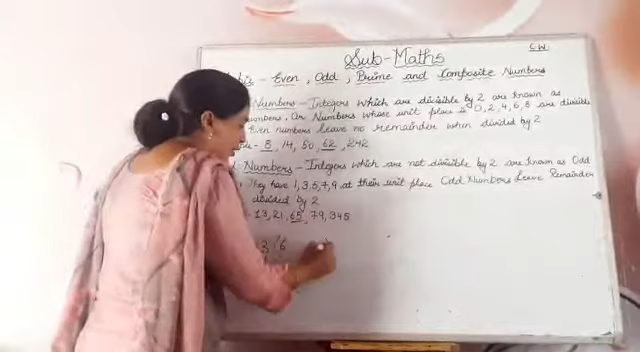 Sub-Maths
C.W
Topic - Even, Odd, Prime and Composite Numbers
Numbers - Integers which are divisible by 2 are known as
Numbers. Or Numbers whose unit place is 0, 2, 4, 6, 8 are divisible
Even numbers leave no remainder when divided by 2
- 8, 14, 50, 62, 242
Numbers - Integers which are not divisible by 2 are known as Odd
They have 1, 3, 5, 7, 9 at their unit place Odd Numbers Leave Remainder
divided by 2
13, 21, 65, 79, 345